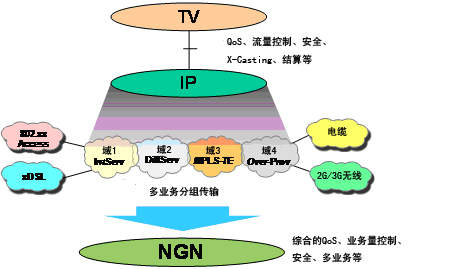 TV
QoS、流量控制、安全、
X-Casting、结算等
IP
802.xx
Access
xDSL
域1
IntServ
域2
DiffServ
域3
MPLS-TE
域4
Over-Prov
电缆
2G/3G无线
多业务分组传输
NGN
综合的QoS、业务量控制、
安全、多业务等